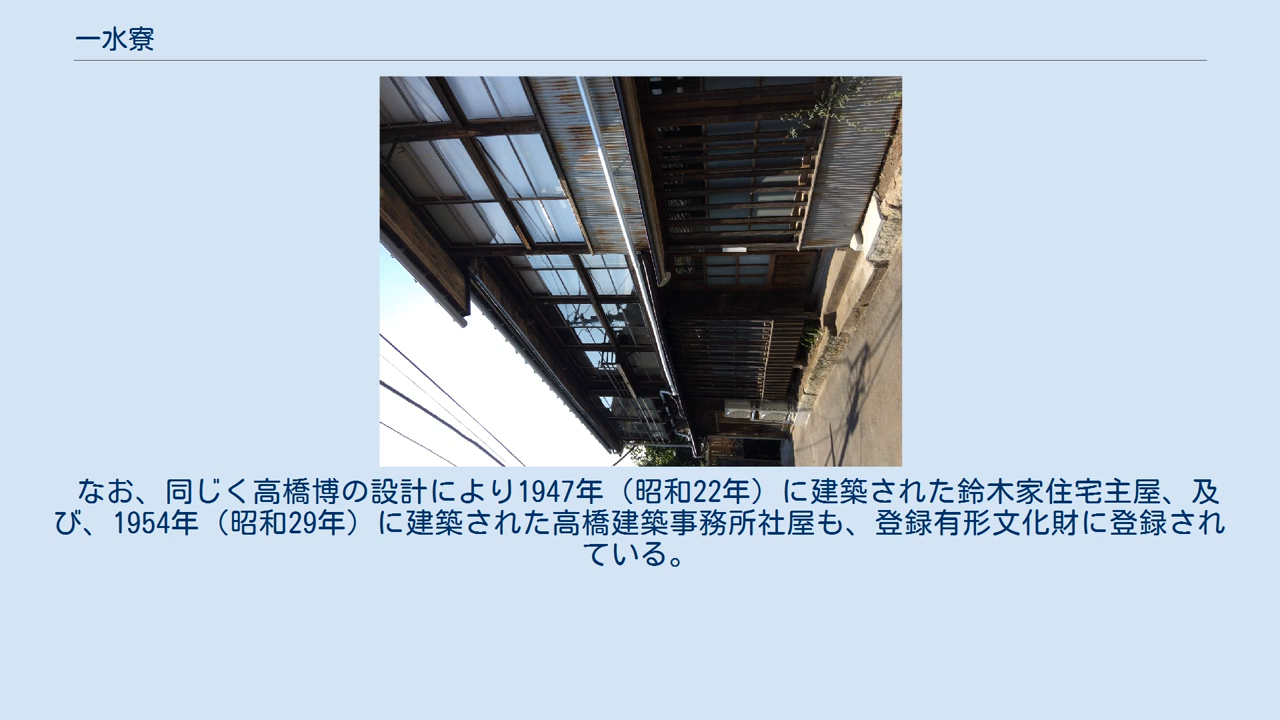 一水寮
なお、同じく高橋博の設計により1947年（昭和22年）に建築された鈴木家住宅主屋、及
び、1954年（昭和29年）に建築された高橋建築事務所社屋も、登録有形文化財に登録され
ている。